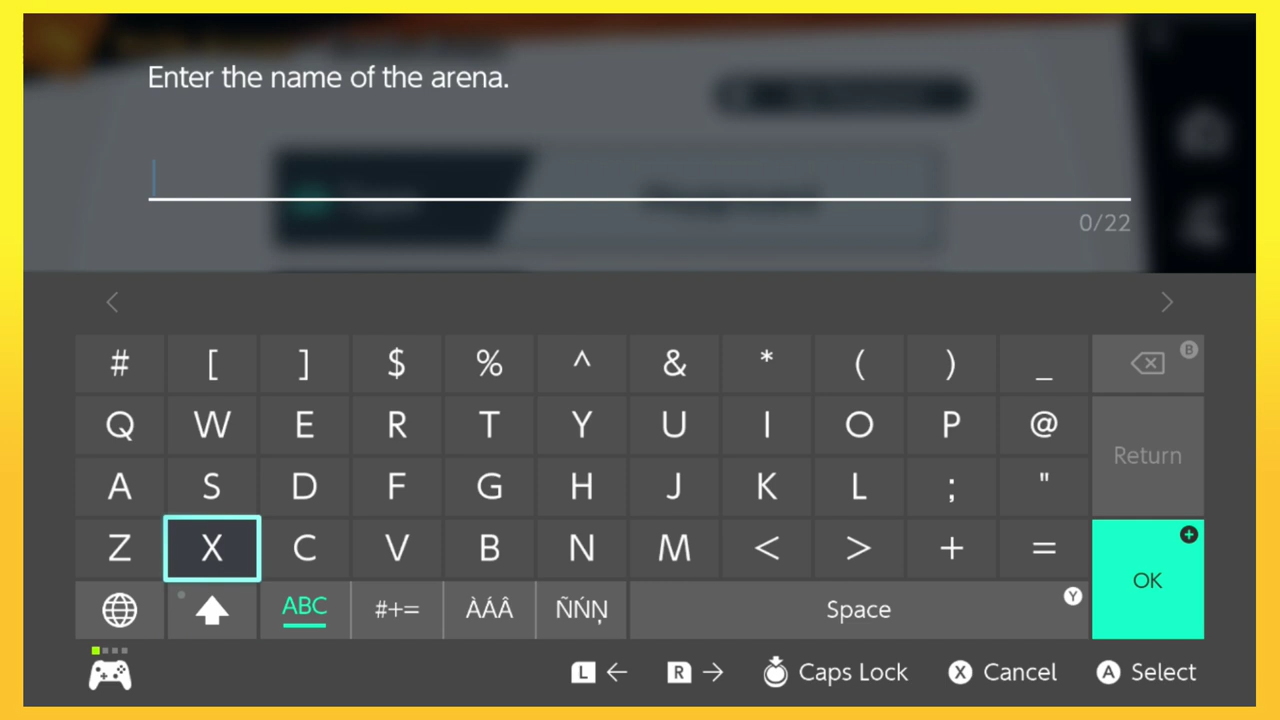 Enter the name of the arena.
0/22
# [ ] $ % ^ & * ( ) _ B
Q W E R T Y U I O P @ Return
A S D F G H J K L ; "
Z X C V B N M < > + = + OK
ABC #+= ÀÁÂ ÑŃŅ Space Y
L ← R → Caps Lock X Cancel A Select